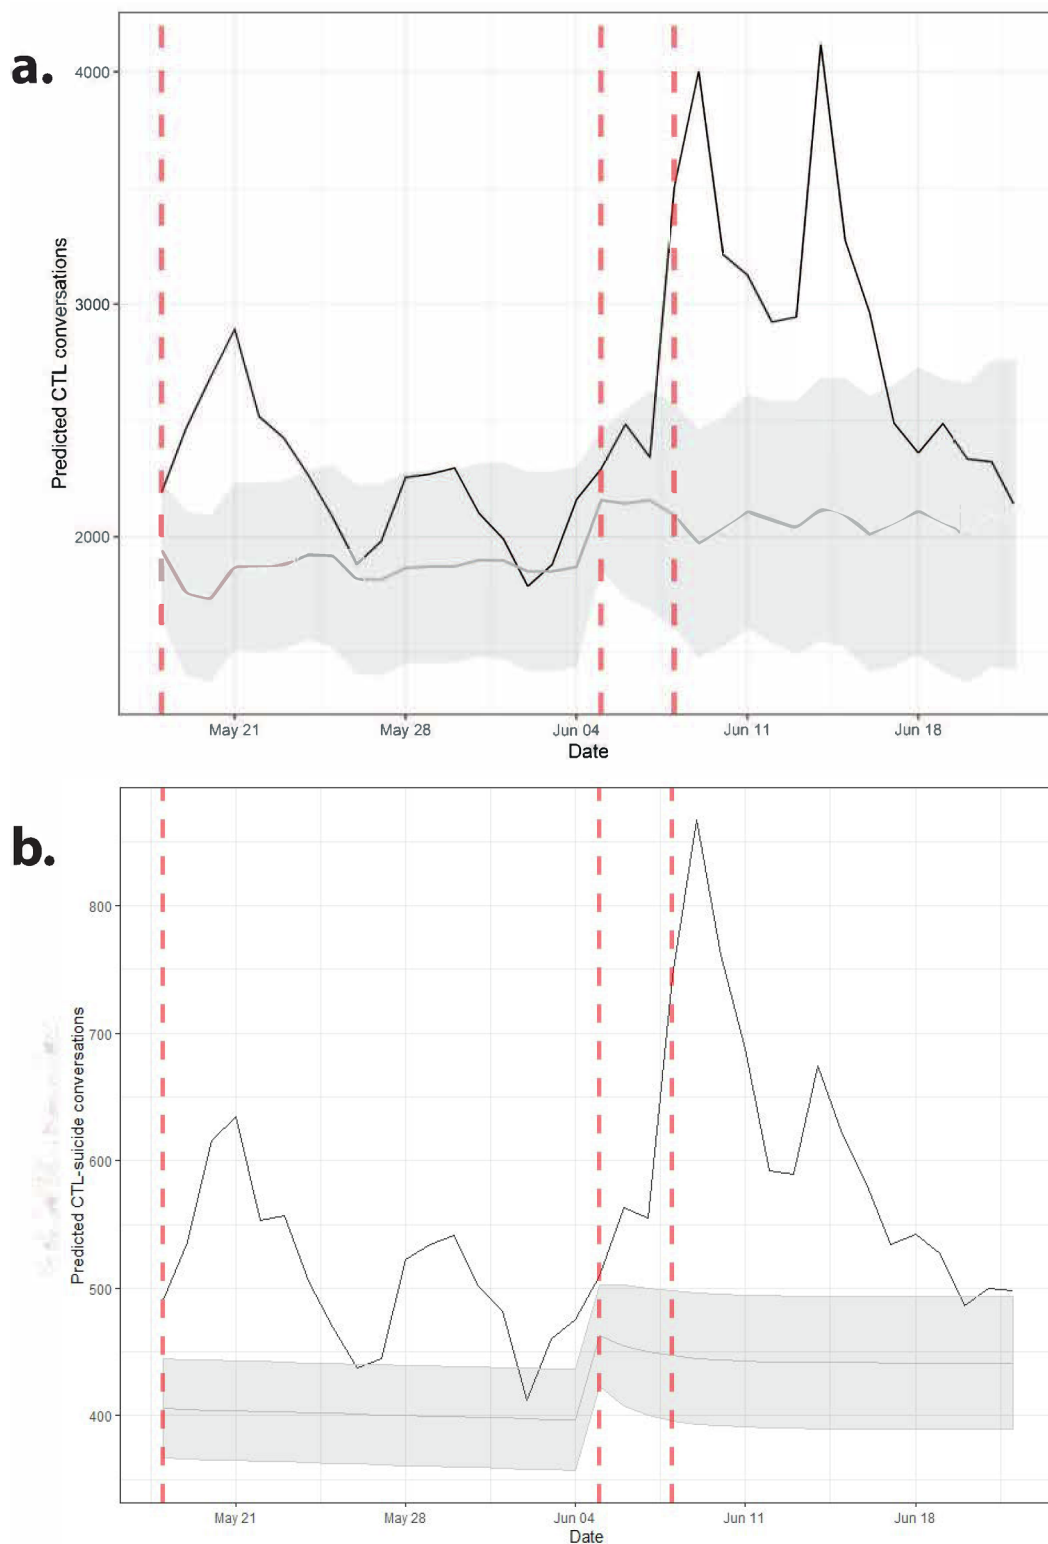 a.
4000
3000
2000
Predicted CTL conversations
May 21
May 28
Jun 04
Jun 11
Jun 18
Date
b.
800
700
600
500
400
Predicted CTL-suicide conversations
May 21
May 28
Jun 04
Jun 11
Jun 18
Date